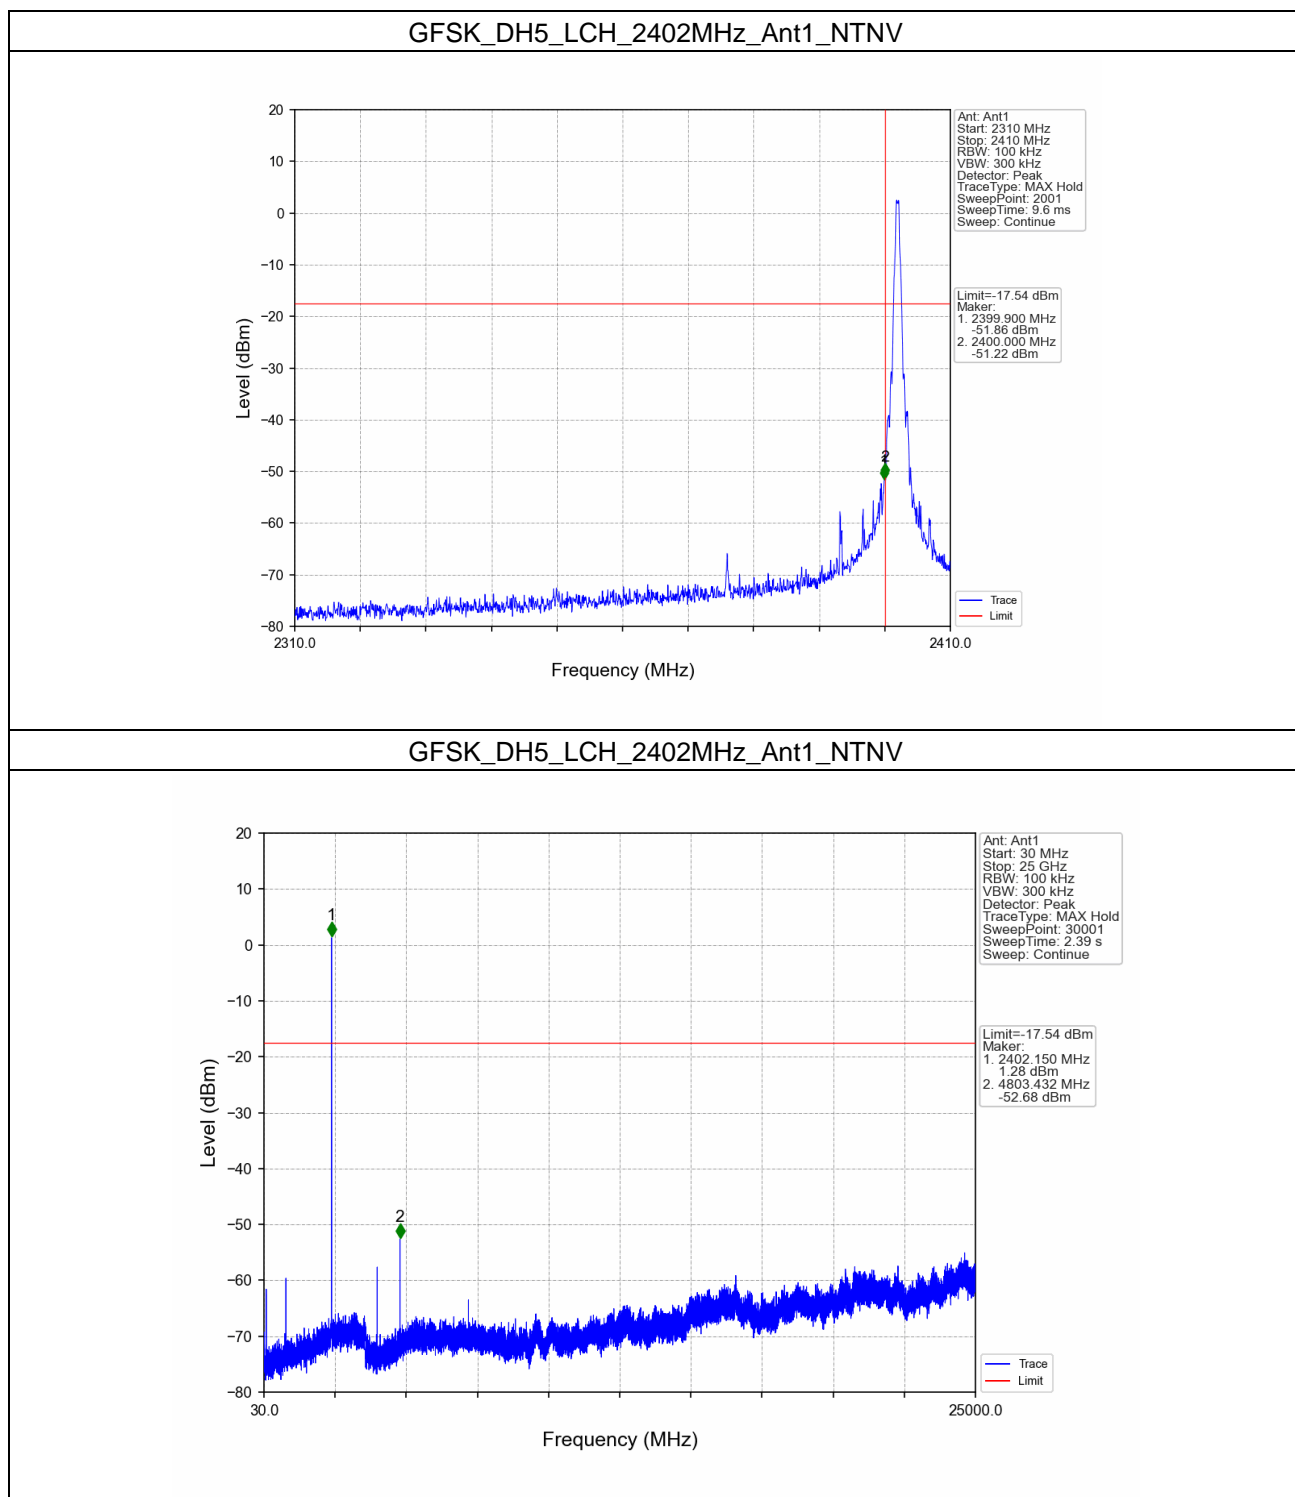 GFSK_DH5_LCH_2402MHz_Ant1_NTNV
20
10
0
−10
−20
−30
−40
−50
−60
−70
−80
Level (dBm)
2310.0
2410.0
Frequency (MHz)
2
Ant: Ant1
Start: 2310 MHz
Stop: 2410 MHz
RBW: 100 kHz
VBW: 300 kHz
Detector: Peak
TraceType: MAX Hold
SweepPoint: 2001
SweepTime: 9.6 ms
Sweep: Continue
Limit=-17.54 dBm
Maker:
1. 2399.900 MHz
-51.86 dBm
2. 2400.000 MHz
-51.22 dBm
Trace
Limit
GFSK_DH5_LCH_2402MHz_Ant1_NTNV
20
10
0
−10
−20
−30
−40
−50
−60
−70
−80
Level (dBm)
30.0
25000.0
Frequency (MHz)
1
2
Ant: Ant1
Start: 30 MHz
Stop: 25 GHz
RBW: 100 kHz
VBW: 300 kHz
Detector: Peak
TraceType: MAX Hold
SweepPoint: 30001
SweepTime: 2.39 s
Sweep: Continue
Limit=-17.54 dBm
Maker:
1. 2402.150 MHz
1.28 dBm
2. 4803.432 MHz
-52.68 dBm
Trace
Limit